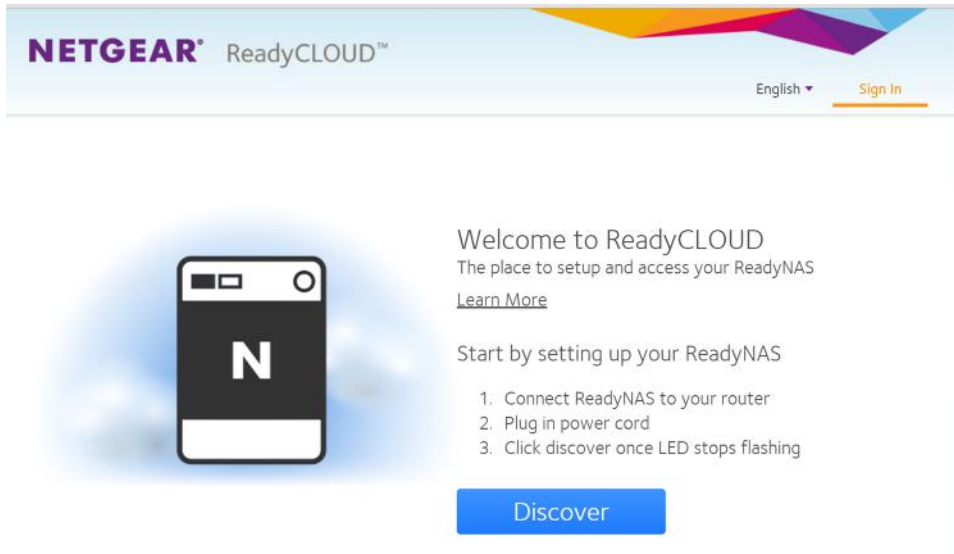 NETGEAR® ReadyCLOUD™
English Sign In
Welcome to ReadyCLOUD
The place to setup and access your ReadyNAS
Learn More
Start by setting up your ReadyNAS
1. Connect ReadyNAS to your router
2. Plug in power cord
3. Click discover once LED stops flashing
N
Discover